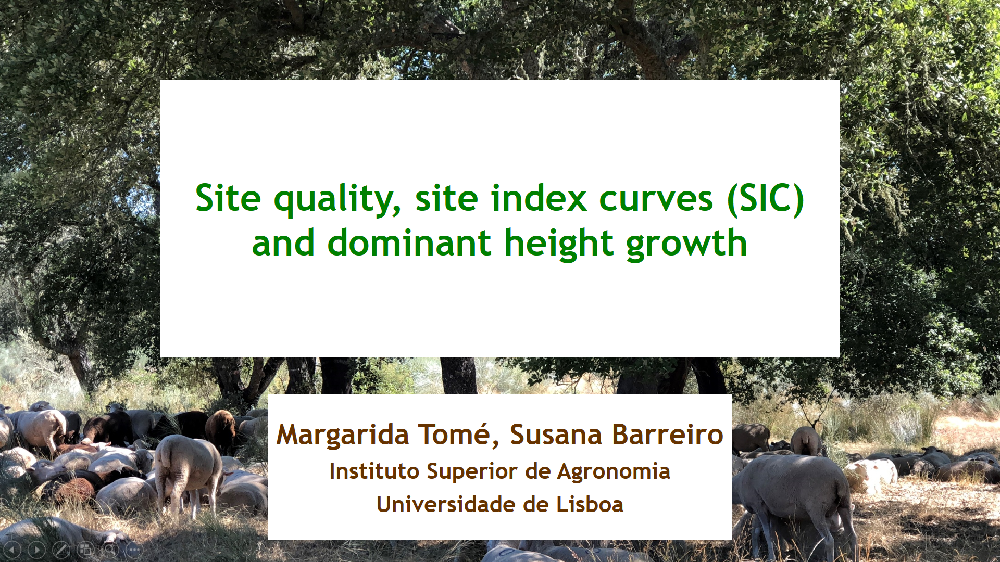 Site quality, site index curves (SIC)
and dominant height growth
Margarida Tomé, Susana Barreiro
Instituto Superior de Agronomia
Universidade de Lisboa